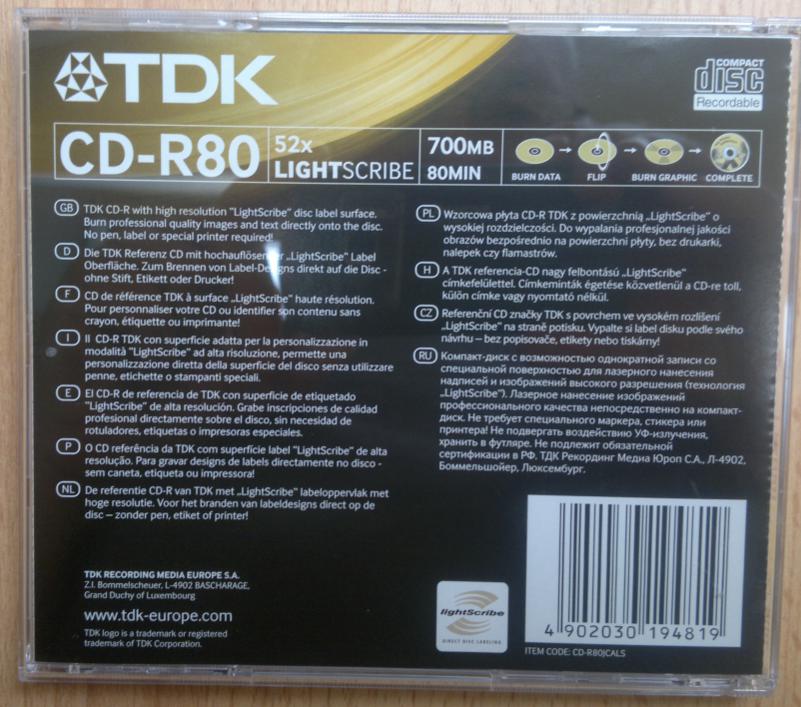 TDK
COMPACT
disc
Recordable
CD-R80
52x
LIGHTSCRIBE
700MB
80MIN
BURN DATA
FLIP
BURN GRAPHIC
COMPLETE
GB TDK CD-R with high resolution "LightScribe" disc label surface.
Burn professional quality images and text directly onto the disc.
No pen, label or special printer required!
D Die TDK Referenz CD mit hochauflösender „LightScribe" Label
Oberfläche. Zum Brennen von Label-Designs direkt auf die Disc -
ohne Stift, Etikett oder Drucker!
F CD de référence TDK à surface „LightScribe" haute résolution.
Pour personnaliser votre CD ou identifier son contenu sans
crayon, étiquette ou imprimante!
I Il CD-R TDK con superficie adatta per la personalizzazione in
modalità "LightScribe" ad alta risoluzione, permette una
personalizzazione diretta della superficie del disco senza utilizzare
penne, etichette o stampanti speciali.
E El CD-R de referencia de TDK con superficie de etiquetado
"LightScribe" de alta resolución. Grabe inscripciones de calidad
profesional directamente sobre el disco, sin necesidad de
rotuladores, etiquetas o impresoras especiales.
P O CD referência da TDK com superfície label "LightScribe" de alta
resolução. Para gravar designs de labels directamente no disco -
sem caneta, etiqueta ou impressora!
NL De referentie CD-R van TDK met „LightScribe" labeloppervlak met
hoge resolutie. Voor het branden van labeldesigns direct op de
disc – zonder pen, etiket of printer!
PL Wzorcowa płyta CD-R TDK z powierzchnią „LightScribe" o
wysokiej rozdzielczości. Do wypalania profesjonalnej jakości
obrazów bezpośrednio na powierzchni płyty, bez drukarki,
nalepek czy flamastrów.
H A TDK referencia-CD nagy felbontású „LightScribe"
címkefelülettel. Címkeminták égetése közvetlenül a CD-re toll,
külön címke vagy nyomtató nélkül.
CZ Referenční CD značky TDK s povrchem ve vysokém rozlišení
„LightScribe" na straně potisku. Vypalte si label disku podle svého
návrhu – bez popisovače, etikety nebo tiskárny!
RU Компакт-диск с возможностью однократной записи со
специальной поверхностью для лазерного нанесения
надписей и изображений высокого разрешения (технология
„LightScribe"). Лазерное нанесение изображений
профессионального качества непосредственно на компакт-
диск. Не требует специального маркера, стикера или
принтера! Не подвергать воздействию УФ-излучения,
хранить в футляре. Не подлежит обязательной
сертификации в РФ. ТДК Рекординг Медиа Юроп С.А., Л-4902,
Боммельшойер, Люксембург.
TDK RECORDING MEDIA EUROPE S.A.
Z.I. Bommelscheuer, L-4902 BASCHARAGE,
Grand Duchy of Luxembourg
www.tdk-europe.com
TDK logo is a trademark or registered
trademark of TDK Corporation.
lightScribe
DIRECT DISC LABELING
4 902030 194819
ITEM CODE: CD-R80JCALS